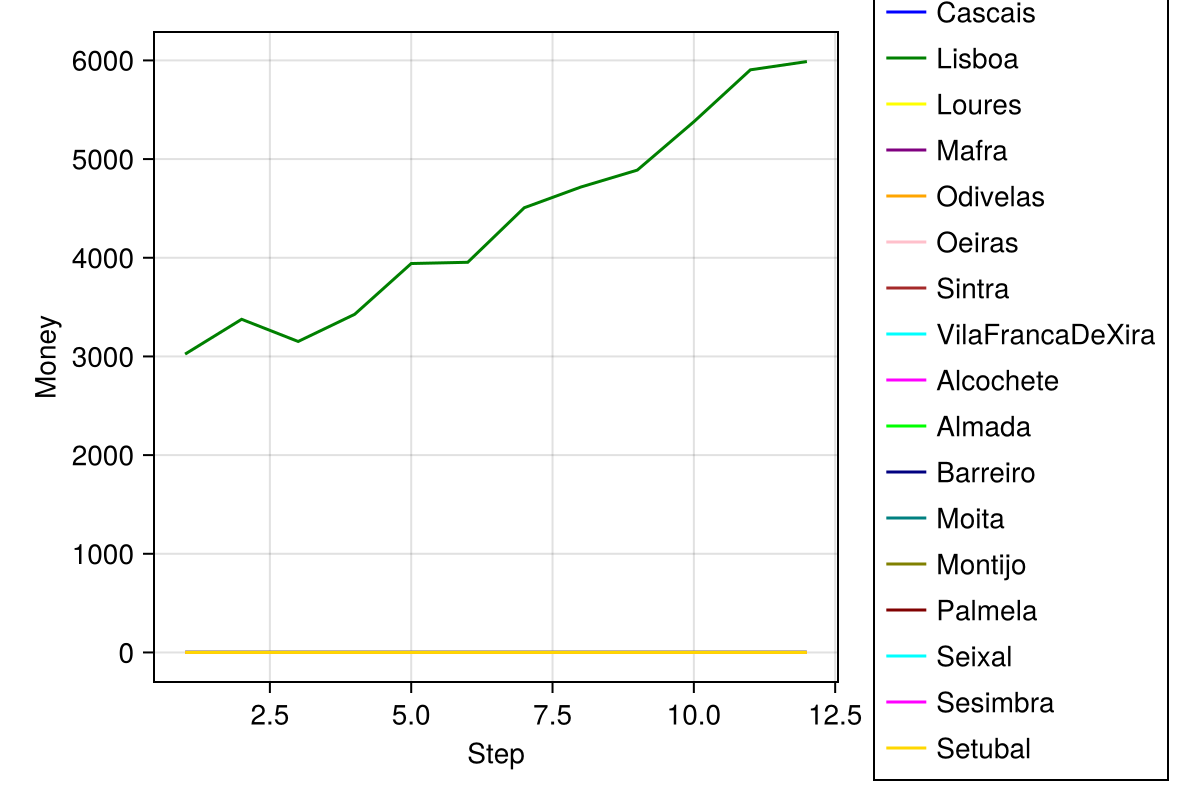 6000
5000
4000
3000
2000
1000
0
Money
2.5 5.0 7.5 10.0 12.5
Step
Cascais
Lisboa
Loures
Mafra
Odivelas
Oeiras
Sintra
VilaFrancaDeXira
Alcochete
Almada
Barreiro
Moita
Montijo
Palmela
Seixal
Sesimbra
Setubal